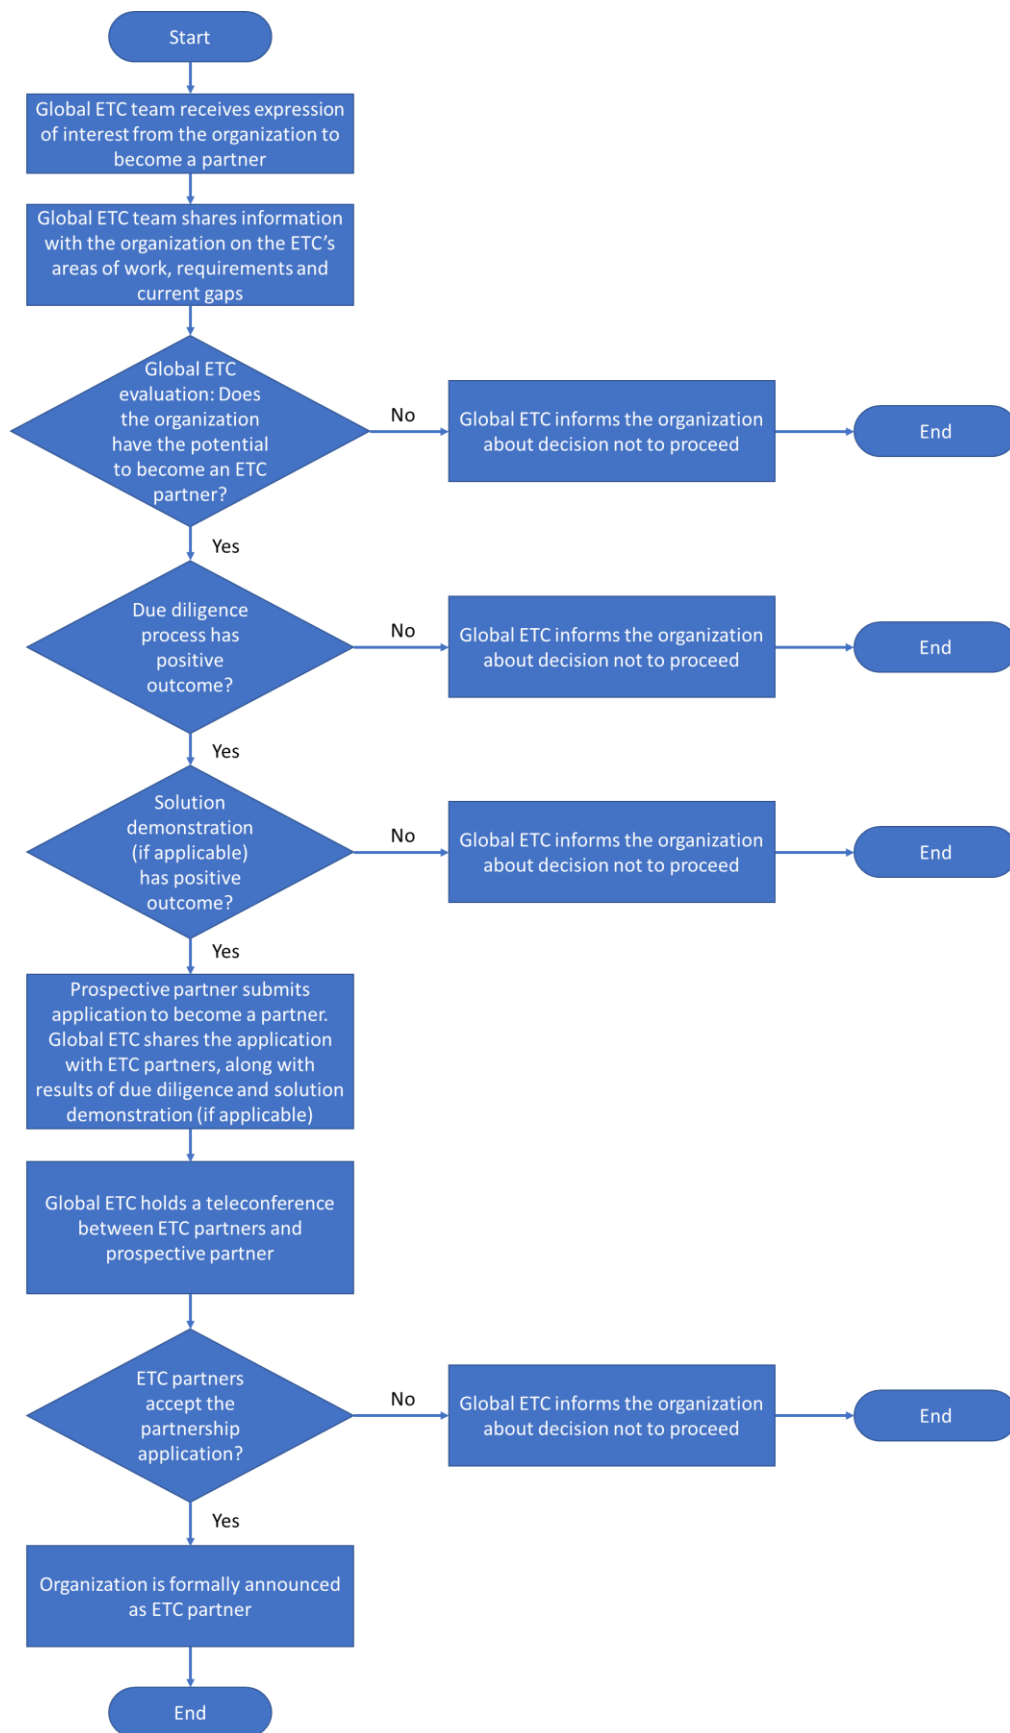 Start
Global ETC team receives expression
of interest from the organization to
become a partner
Global ETC team shares information
with the organization on the ETC’s
areas of work, requirements and
current gaps
Global ETC
evaluation: Does
the organization
have the potential
to become an ETC
partner?
No
Global ETC informs the organization
about decision not to proceed
End
Yes
Due diligence
process has
positive
outcome?
No
Global ETC informs the organization
about decision not to proceed
End
Yes
Solution
demonstration
(if applicable)
has positive
outcome?
No
Global ETC informs the organization
about decision not to proceed
End
Yes
Prospective partner submits
application to become a partner.
Global ETC shares the application
with ETC partners, along with
results of due diligence and solution
demonstration (if applicable)
Global ETC holds a teleconference
between ETC partners and
prospective partner
ETC partners
accept the
partnership
application?
No
Global ETC informs the organization
about decision not to proceed
End
Yes
Organization is formally announced
as ETC partner
End